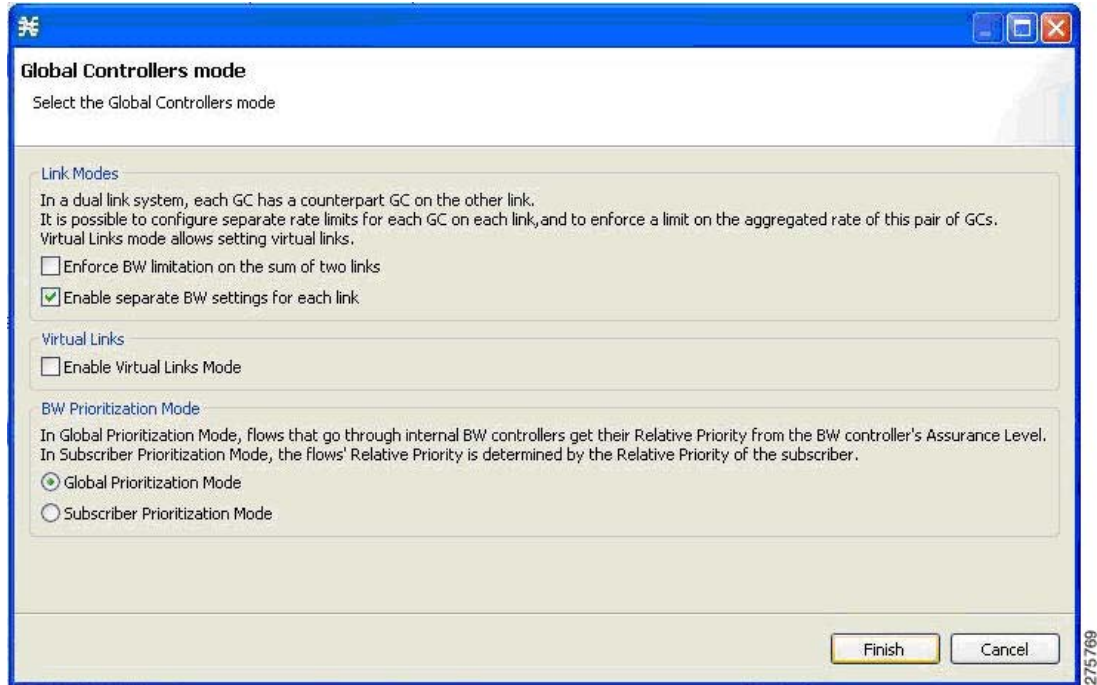 Global Controllers mode
Select the Global Controllers mode
Link Modes
In a dual link system, each GC has a counterpart GC on the other link.
It is possible to configure separate rate limits for each GC on each link,and to enforce a limit on the aggregated rate of this pair of GCs.
Virtual Links mode allows setting virtual links.
Enforce BW limitation on the sum of two links
Enable separate BW settings for each link
Virtual Links
Enable Virtual Links Mode
BW Prioritization Mode
In Global Prioritization Mode, flows that go through internal BW controllers get their Relative Priority from the BW controller's Assurance Level.
In Subscriber Prioritization Mode, the flows' Relative Priority is determined by the Relative Priority of the subscriber.
Global Prioritization Mode
Subscriber Prioritization Mode
Finish
Cancel
275769